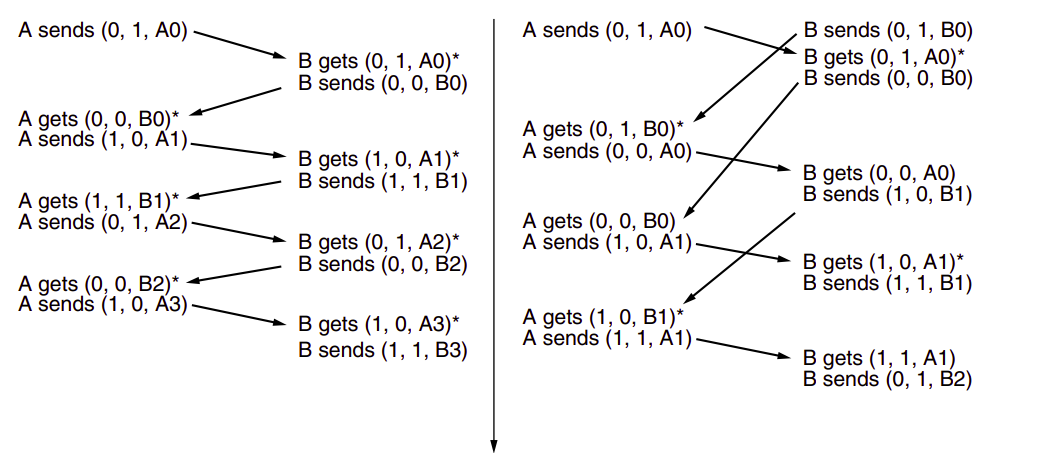 A sends (0, 1, A0)
B gets (0, 1, A0)*
B sends (0, 0, B0)
A gets (0, 0, B0)*
A sends (1, 0, A1)
B gets (1, 0, A1)*
B sends (1, 1, B1)
A gets (1, 1, B1)*
A sends (0, 1, A2)
B gets (0, 1, A2)*
B sends (0, 0, B2)
A gets (0, 0, B2)*
A sends (1, 0, A3)
B gets (1, 0, A3)*
B sends (1, 1, B3)
A sends (0, 1, A0)
B sends (0, 1, B0)
B gets (0, 1, A0)*
B sends (0, 0, B0)
A gets (0, 1, B0)*
A sends (0, 0, A0)
B gets (0, 0, A0)
B sends (1, 0, B1)
A gets (0, 0, B0)
A sends (1, 0, A1)
B gets (1, 0, A1)*
B sends (1, 1, B1)
A gets (1, 0, B1)*
A sends (1, 1, A1)
B gets (1, 1, A1)
B sends (0, 1, B2)